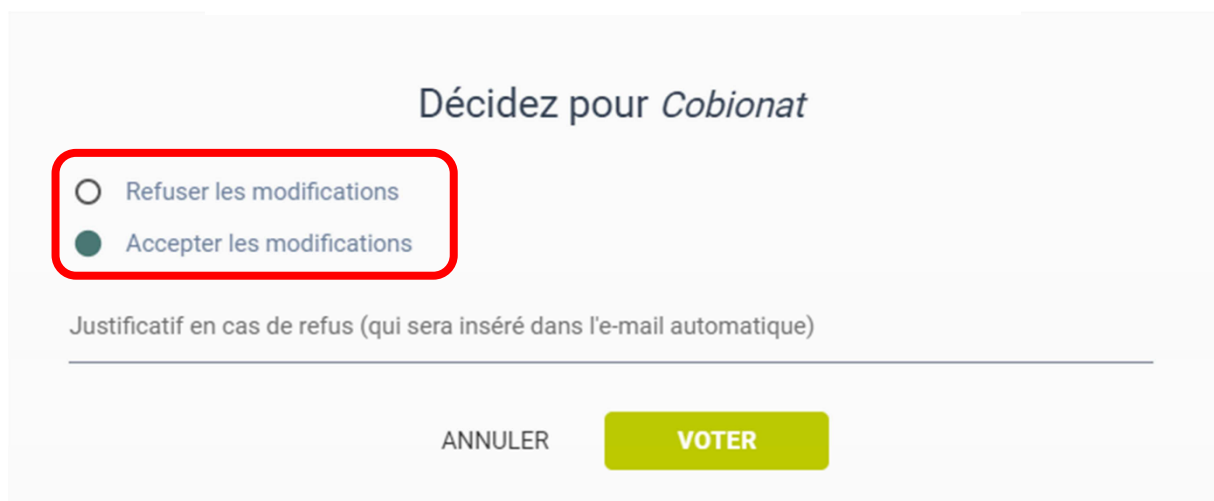 Décidez pour Cobionat
Refuser les modifications
Accepter les modifications
Justificatif en cas de refus (qui sera inséré dans l'e-mail automatique)
ANNULER VOTER